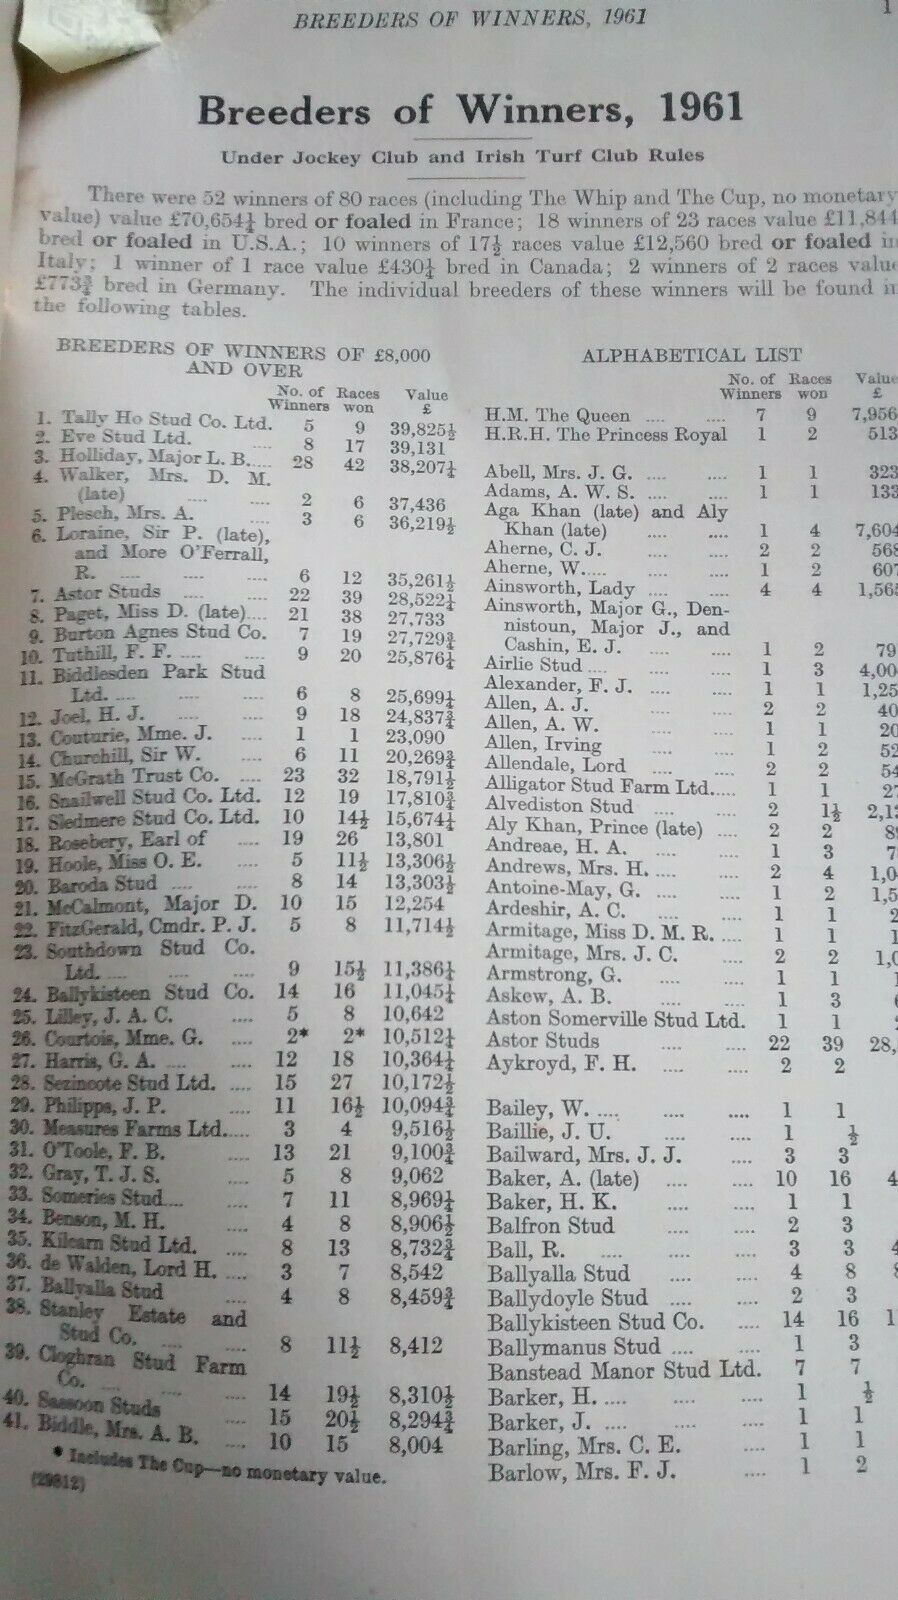 BREEDERS OF WINNERS, 1961
1
Breeders of Winners, 1961
Under Jockey Club and Irish Turf Club Rules
There were 52 winners of 80 races (including The Whip and The Cup, no monetary
value) value £70,654¼ bred or foaled in France; 18 winners of 23 races value £11,844
bred or foaled in U.S.A.; 10 winners of 17½ races value £12,560 bred or foaled in
Italy; 1 winner of 1 race value £430¼ bred in Canada; 2 winners of 2 races value
£773¾ bred in Germany. The individual breeders of these winners will be found in
the following tables.
BREEDERS OF WINNERS OF £8,000
AND OVER
No. of Races Value
Winners won £
1. Tally Ho Stud Co. Ltd. 5 9 39,825½
2. Eve Stud Ltd. 8 17 39,131
3. Holliday, Major L. B..... 28 42 38,207¼
4. Walker, Mrs. D. M.
(late) .... .... 2 6 37,436
5. Plesch, Mrs. A. .... 3 6 36,219½
6. Loraine, Sir P. (late),
and More O'Ferrall,
R. .... .... .... 6 12 35,261½
7. Astor Studs .... 22 39 28,522¼
8. Paget, Miss D. (late).... 21 38 27,733
9. Burton Agnes Stud Co. 7 19 27,729¾
10. Tuthill, F. F. .... .... 9 20 25,876¼
11. Biddlesden Park Stud
Ltd. .... .... .... 6 8 25,699¼
12. Joel, H. J. .... .... 9 18 24,837¾
13. Couturie, Mme. J. .... 1 1 23,090
14. Churchill, Sir W. .... 6 11 20,269¾
15. McGrath Trust Co. .... 23 32 18,791½
16. Snailwell Stud Co. Ltd. 12 19 17,810¾
17. Sledmere Stud Co. Ltd. 10 14½ 15,674¼
18. Rosebery, Earl of .... 19 26 13,801
19. Hoole, Miss O. E. .... 5 11½ 13,306½
20. Baroda Stud .... .... 8 14 13,303½
21. McCalmont, Major D. 10 15 12,254
22. FitzGerald, Cmdr. P. J. 5 8 11,714½
23. Southdown Stud Co.
Ltd. .... .... .... 9 15½ 11,386¼
24. Ballykisteen Stud Co. 14 16 11,045¼
25. Lilley, J. A. C. .... 5 8 10,642
26. Courtois, Mme. G. .... 2* 2* 10,512¼
27. Harris, G. A. .... .... 12 18 10,364¼
28. Sezincote Stud Ltd. .... 15 27 10,172½
29. Philipps, J. P. .... 11 16½ 10,094¾
30. Measures Farms Ltd..... 3 4 9,516½
31. O'Toole, F. B. .... 13 21 9,100¾
32. Gray, T. J. S. .... 5 8 9,062
33. Someries Stud.... .... 7 11 8,969¼
34. Benson, M. H. .... 4 8 8,906½
35. Kilcarn Stud Ltd. .... 8 13 8,732¾
36. de Walden, Lord H. .... 3 7 8,542
37. Ballyalla Stud .... 4 8 8,459¾
38. Stanley Estate and
Stud Co. .... .... 8 11½ 8,412
39. Cloghran Stud Farm
Co. .... .... .... 14 19½ 8,310½
40. Sassoon Studs .... 15 20½ 8,294¾
41. Biddle, Mrs. A. B. .... 10 15 8,004
* Includes The Cup—no monetary value.
(29812)
ALPHABETICAL LIST
No. of Races Value
Winners won £
H.M. The Queen .... .... 7 9 7,956
H.R.H. The Princess Royal 1 2 513
Abell, Mrs. J. G. .... .... 1 1 323
Adams, A. W. S. .... .... 1 1 133
Aga Khan (late) and Aly
Khan (late) .... .... 1 4 7,604
Aherne, C. J. .... .... 2 2 568
Aherne, W. .... .... .... 1 2 607
Ainsworth, Lady .... .... 4 4 1,565
Ainsworth, Major G., Den-
nistoun, Major J., and
Cashin, E. J. .... .... 1 2 79
Airlie Stud .... .... .... 1 3 4,00
Alexander, F. J. .... .... 1 1 1,25
Allen, A. J. .... .... 2 2 40
Allen, A. W. .... .... 1 1 20
Allen, Irving .... .... 1 2 52
Allendale, Lord .... .... 2 2 54
Alligator Stud Farm Ltd..... 1 1 27
Alvediston Stud .... .... 2 1½ 2,1
Aly Khan, Prince (late) .... 2 2
Andreae, H. A. .... .... 1 3 7
Andrews, Mrs. H. .... .... 2 4 1,0
Antoine-May, G. .... .... 1 2 1,5
Ardeshir, A. C. .... .... 1 1 2
Armitage, Miss D. M. R. .... 1 1 1
Armitage, Mrs. J. C. .... 2 2 1,0
Armstrong, G. .... .... 1 1 1
Askew, A. B. .... .... 1 3 6
Aston Somerville Stud Ltd. 1 1 2
Astor Studs .... .... 22 39 28,
Aykroyd, F. H. .... .... 2 2
Bailey, W. .... .... .... 1 1
Baillie, J. U. .... .... 1 ½
Bailward, Mrs. J. J. .... 3 3
Baker, A. (late) .... .... 10 16 4
Baker, H. K. .... .... 1 1
Balfron Stud .... .... 2 3
Ball, R. .... .... .... 3 3 4
Ballyalla Stud .... .... 4 8 8
Ballydoyle Stud .... .... 2 3
Ballykisteen Stud Co. .... 14 16 1
Ballymanus Stud .... .... 1 3
Banstead Manor Stud Ltd. 7 7
Barker, H. .... .... .... 1 ½
Barker, J. .... .... .... 1 1
Barling, Mrs. C. E. .... 1 1
Barlow, Mrs. F. J. .... 1 2